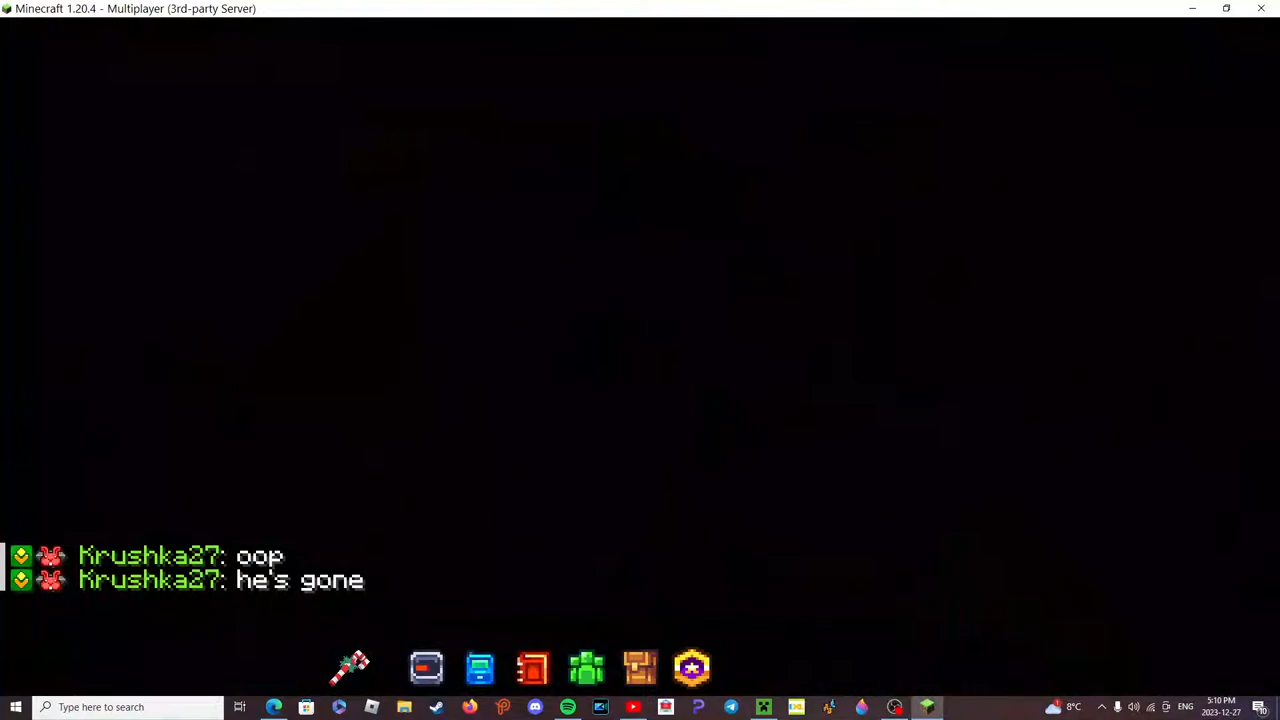 Minecraft 1.20.4 - Multiplayer (3rd-party Server)
Krushka27: oop
Krushka27: he's gone
Type here to search
8°C
ENG
5:10 PM
2023-12-27